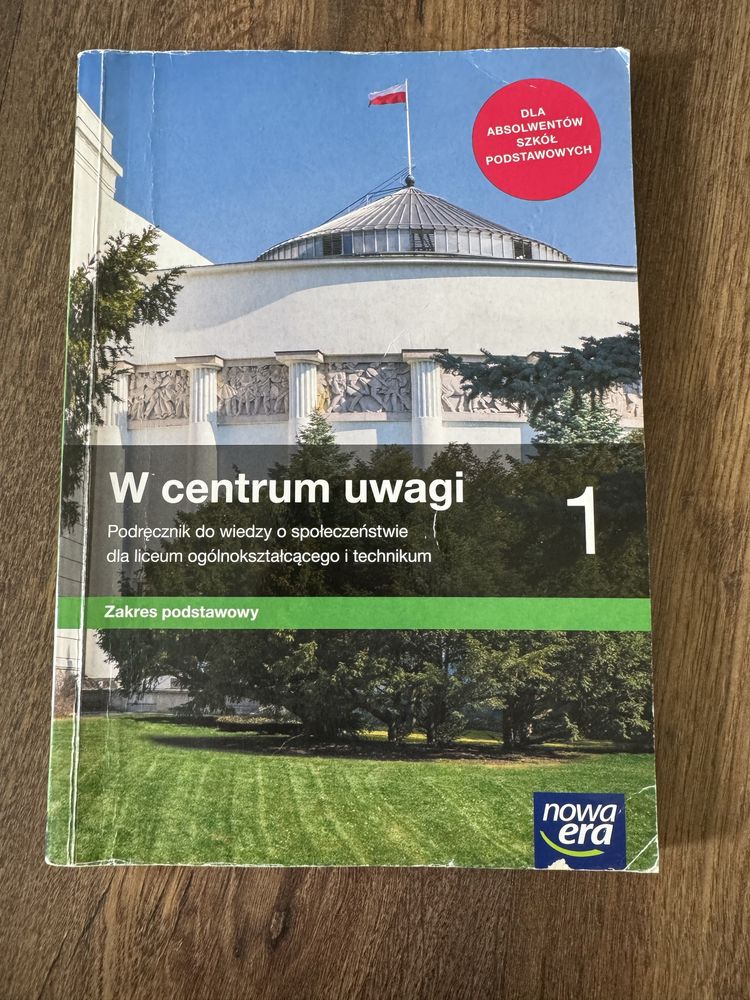 DLA
ABSOLWENTÓW
SZKÓŁ
PODSTAWOWYCH
W centrum uwagi
1
Podręcznik do wiedzy o społeczeństwie
dla liceum ogólnokształcącego i technikum
Zakres podstawowy
nowa
era